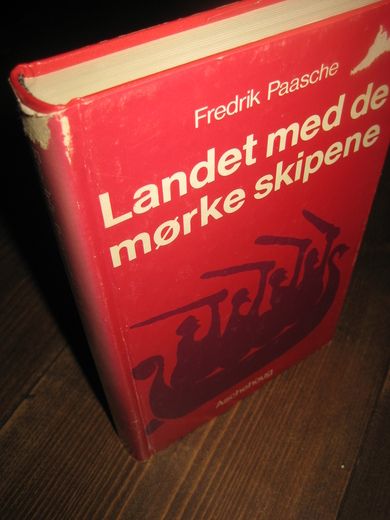 Fredrik Paasche
Landet med de
mørke skipene
Aschehoug